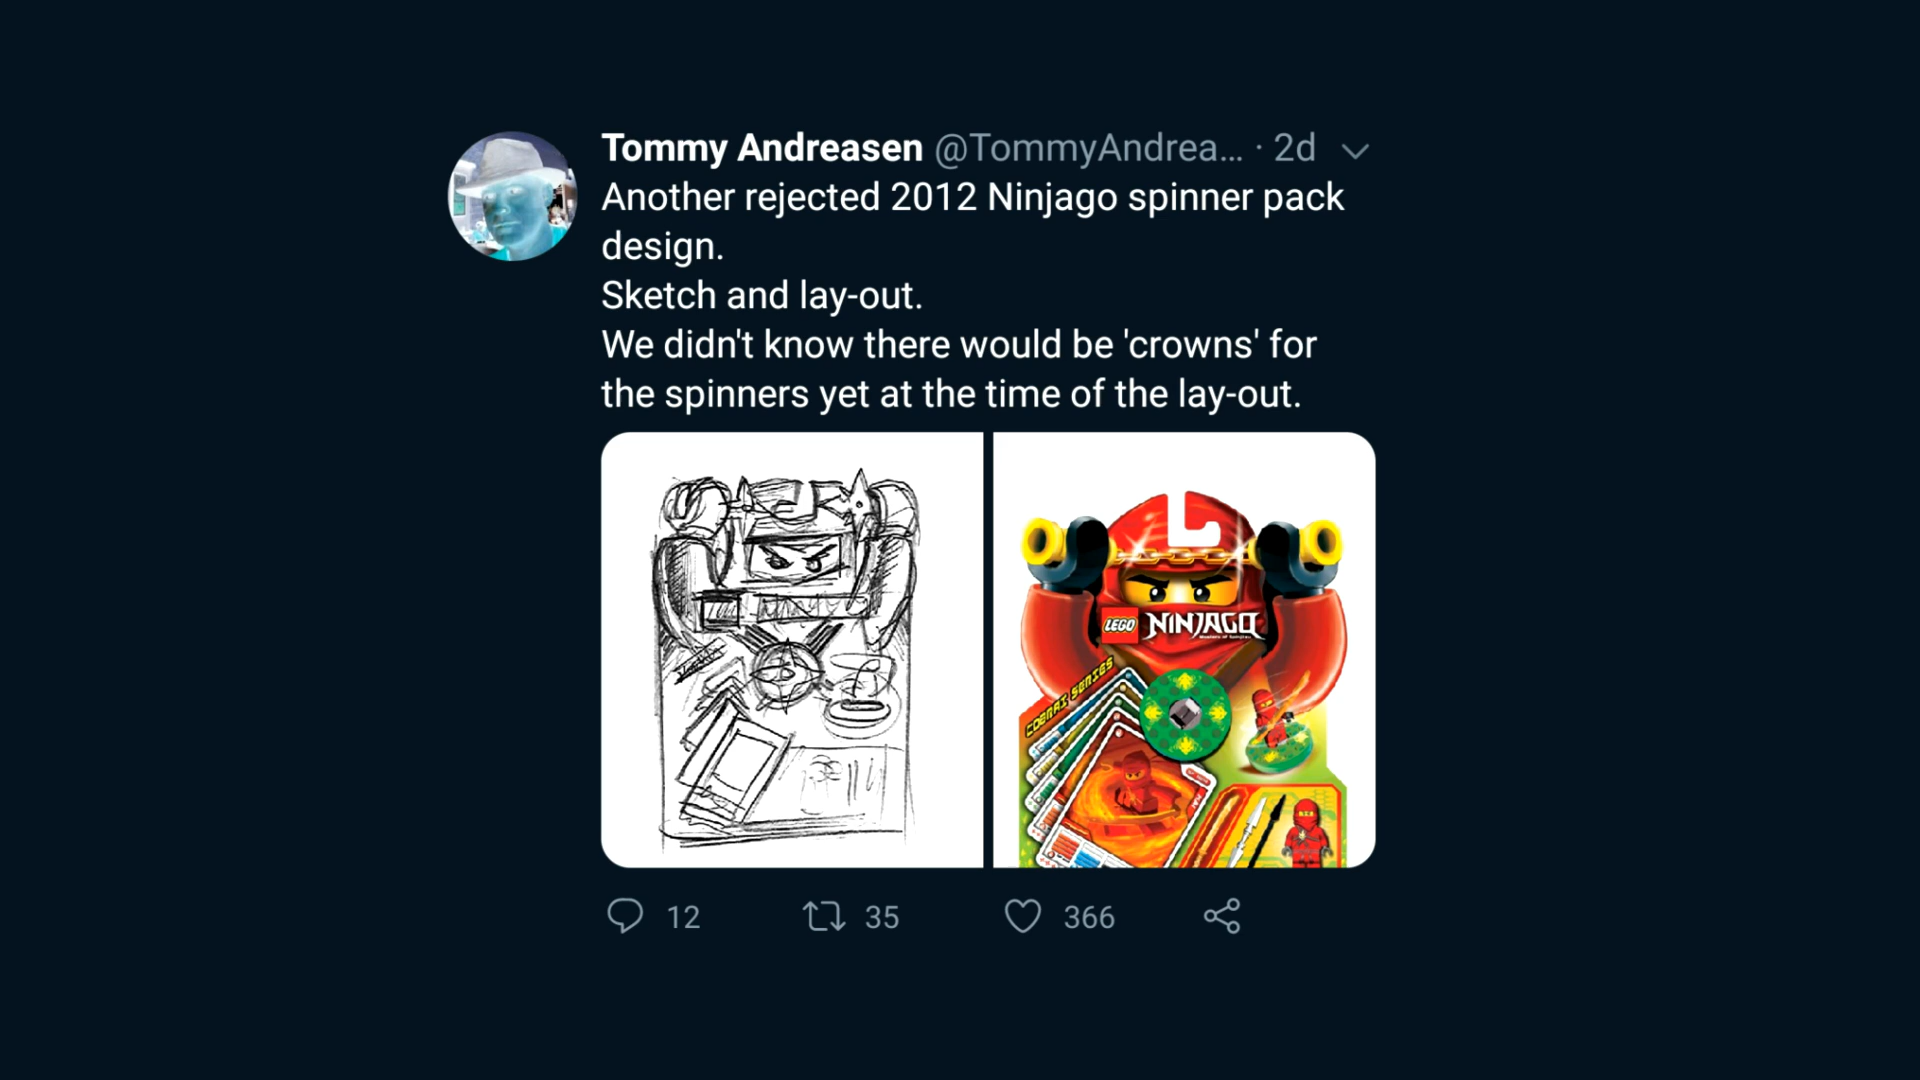 Tommy Andreasen @TommyAndrea... · 2d
Another rejected 2012 Ninjago spinner pack
design.
Sketch and lay-out.
We didn't know there would be 'crowns' for
the spinners yet at the time of the lay-out.
LEGO NINJAGO
COBRAI SERIES
12 35 366